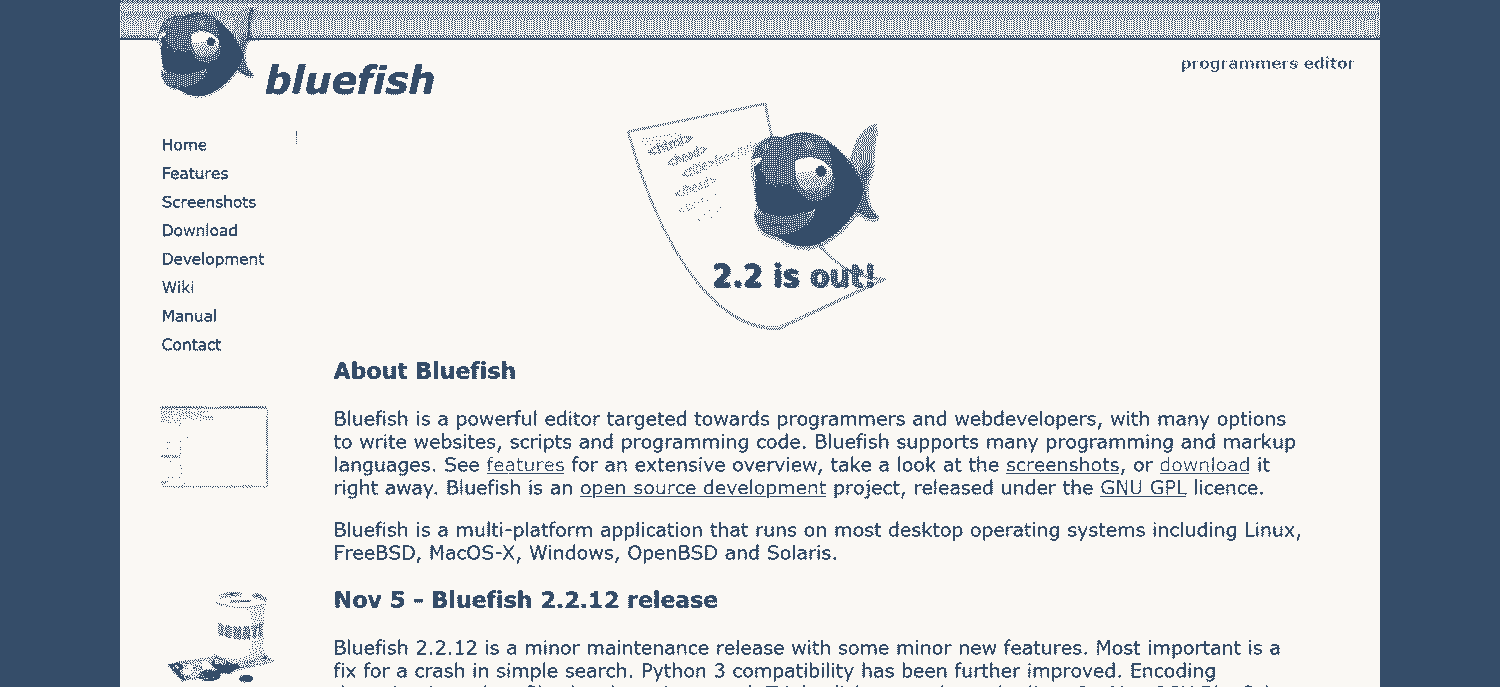 bluefish
programmers editor
Home
Features
Screenshots
Download
Development
Wiki
Manual
Contact
<html>
<head>
<head>
2.2 is out!
About Bluefish
Bluefish is a powerful editor targeted towards programmers and webdevelopers, with many options
to write websites, scripts and programming code. Bluefish supports many programming and markup
languages. See features for an extensive overview, take a look at the screenshots, or download it
right away. Bluefish is an open source development project, released under the GNU GPL licence.
Bluefish is a multi-platform application that runs on most desktop operating systems including Linux,
FreeBSD, MacOS-X, Windows, OpenBSD and Solaris.
Nov 5 - Bluefish 2.2.12 release
Bluefish 2.2.12 is a minor maintenance release with some minor new features. Most important is a
fix for a crash in simple search. Python 3 compatibility has been further improved. Encoding